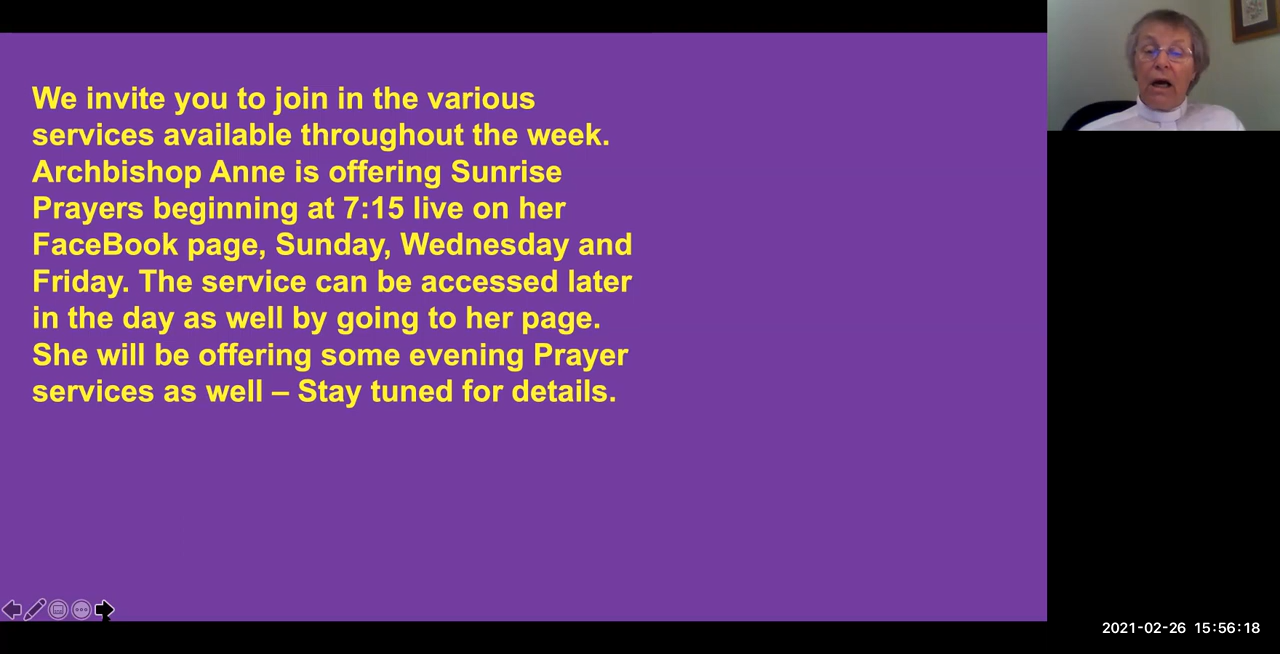 We invite you to join in the various
services available throughout the week.
Archbishop Anne is offering Sunrise
Prayers beginning at 7:15 live on her
FaceBook page, Sunday, Wednesday and
Friday. The service can be accessed later
in the day as well by going to her page.
She will be offering some evening Prayer
services as well – Stay tuned for details.
2021-02-26 15:56:18